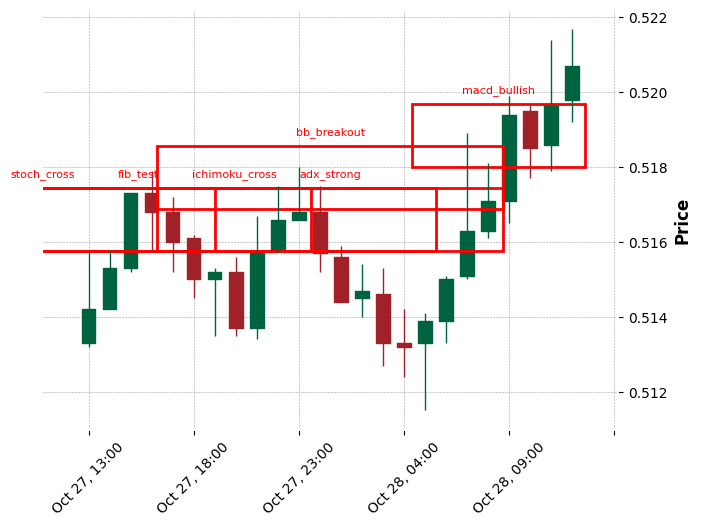 0.522
0.520
macd_bullish
bb_breakout
0.518
stoch_cross fib_test ichimoku_cross adx_strong
Price
0.516
0.514
0.512
Oct 27, 13:00
Oct 27, 18:00
Oct 27, 23:00
Oct 28, 04:00
Oct 28, 09:00